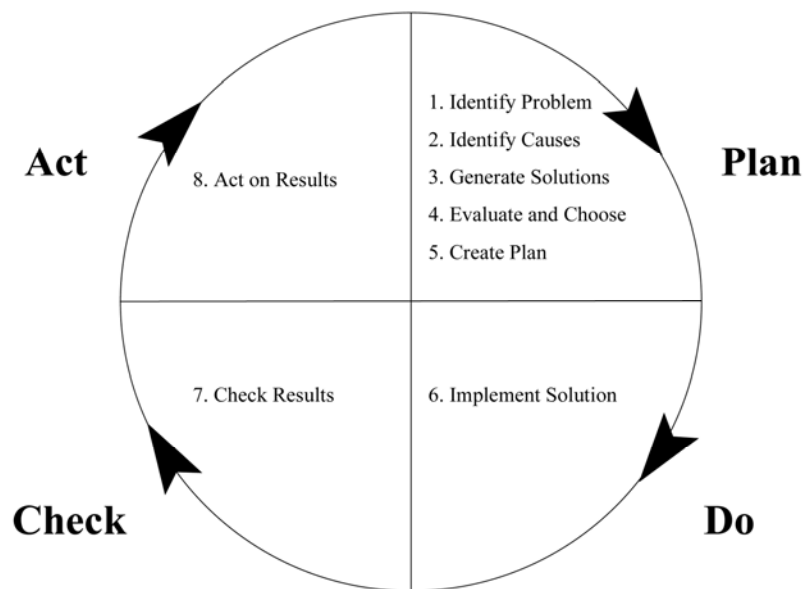 Plan
1. Identify Problem
2. Identify Causes
3. Generate Solutions
4. Evaluate and Choose
5. Create Plan
Do
6. Implement Solution
Check
7. Check Results
Act
8. Act on Results